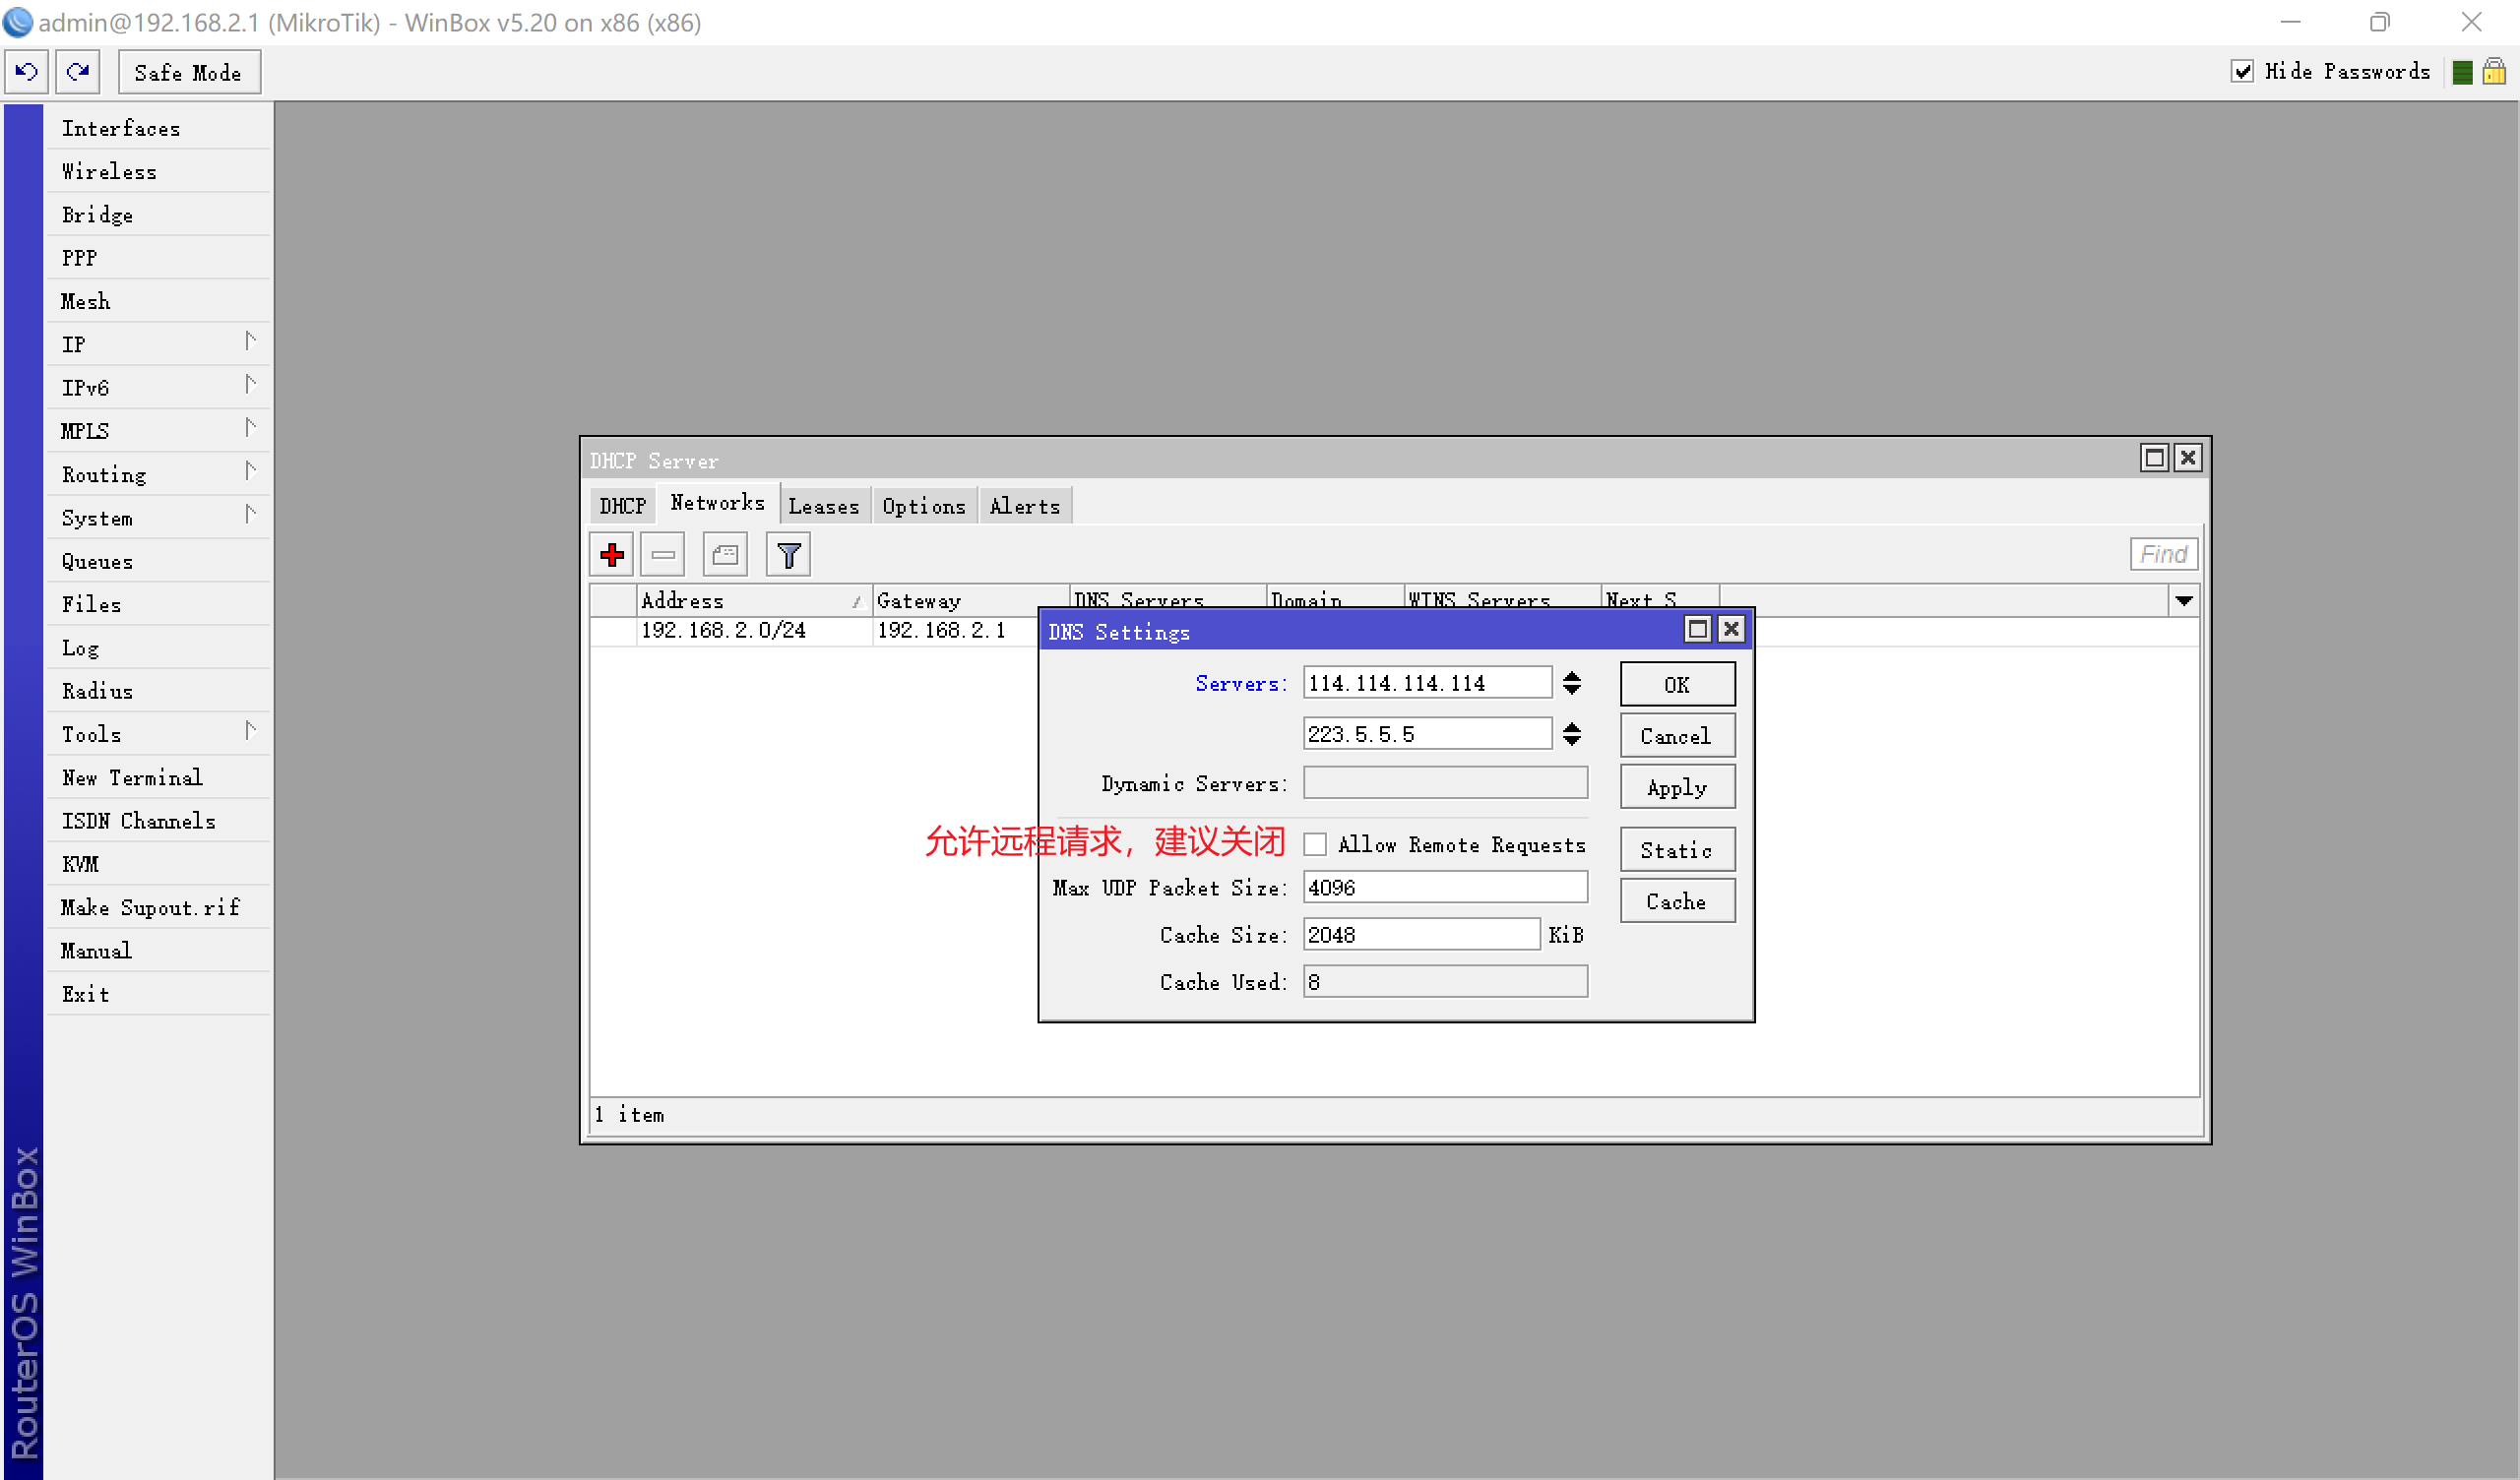 admin@192.168.2.1 (MikroTik) - WinBox v5.20 on x86 (x86)
Safe Mode
Hide Passwords
Interfaces
Wireless
Bridge
PPP
Mesh
IP
IPv6
MPLS
Routing
System
Queues
Files
Log
Radius
Tools
New Terminal
ISDN Channels
KVM
Make Supout.rif
Manual
Exit
RouterOS WinBox
DHCP Server
DHCP Networks Leases Options Alerts
Find
Address Gateway DNS Servers Domain WINS Servers Next S
192.168.2.0/24 192.168.2.1
DNS Settings
Servers: 114.114.114.114
223.5.5.5
Dynamic Servers:
允许远程请求，建议关闭 Allow Remote Requests
Max UDP Packet Size: 4096
Cache Size: 2048 KiB
Cache Used: 8
OK
Cancel
Apply
Static
Cache
1 item